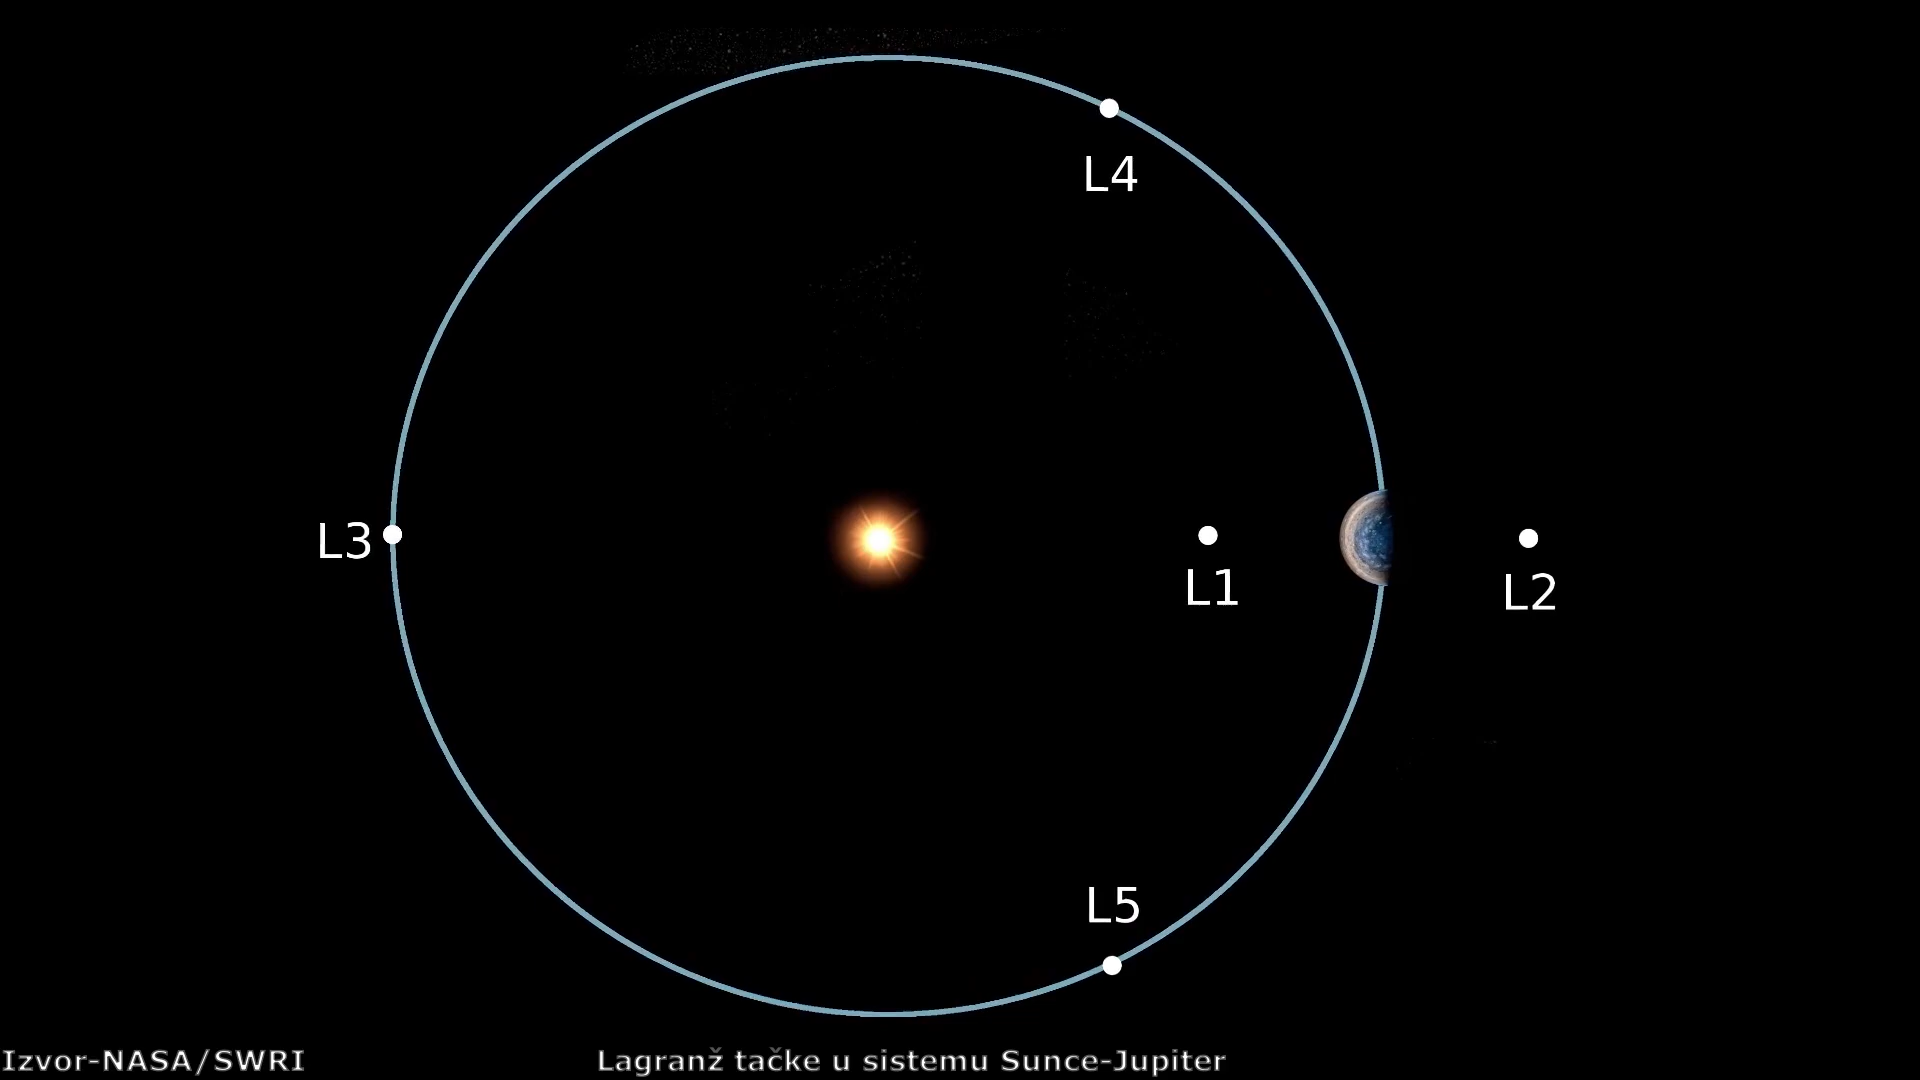 L4
L3
L1
L2
L5
Izvor-NASA/SWRI
Lagranž tačke u sistemu Sunce-Jupiter